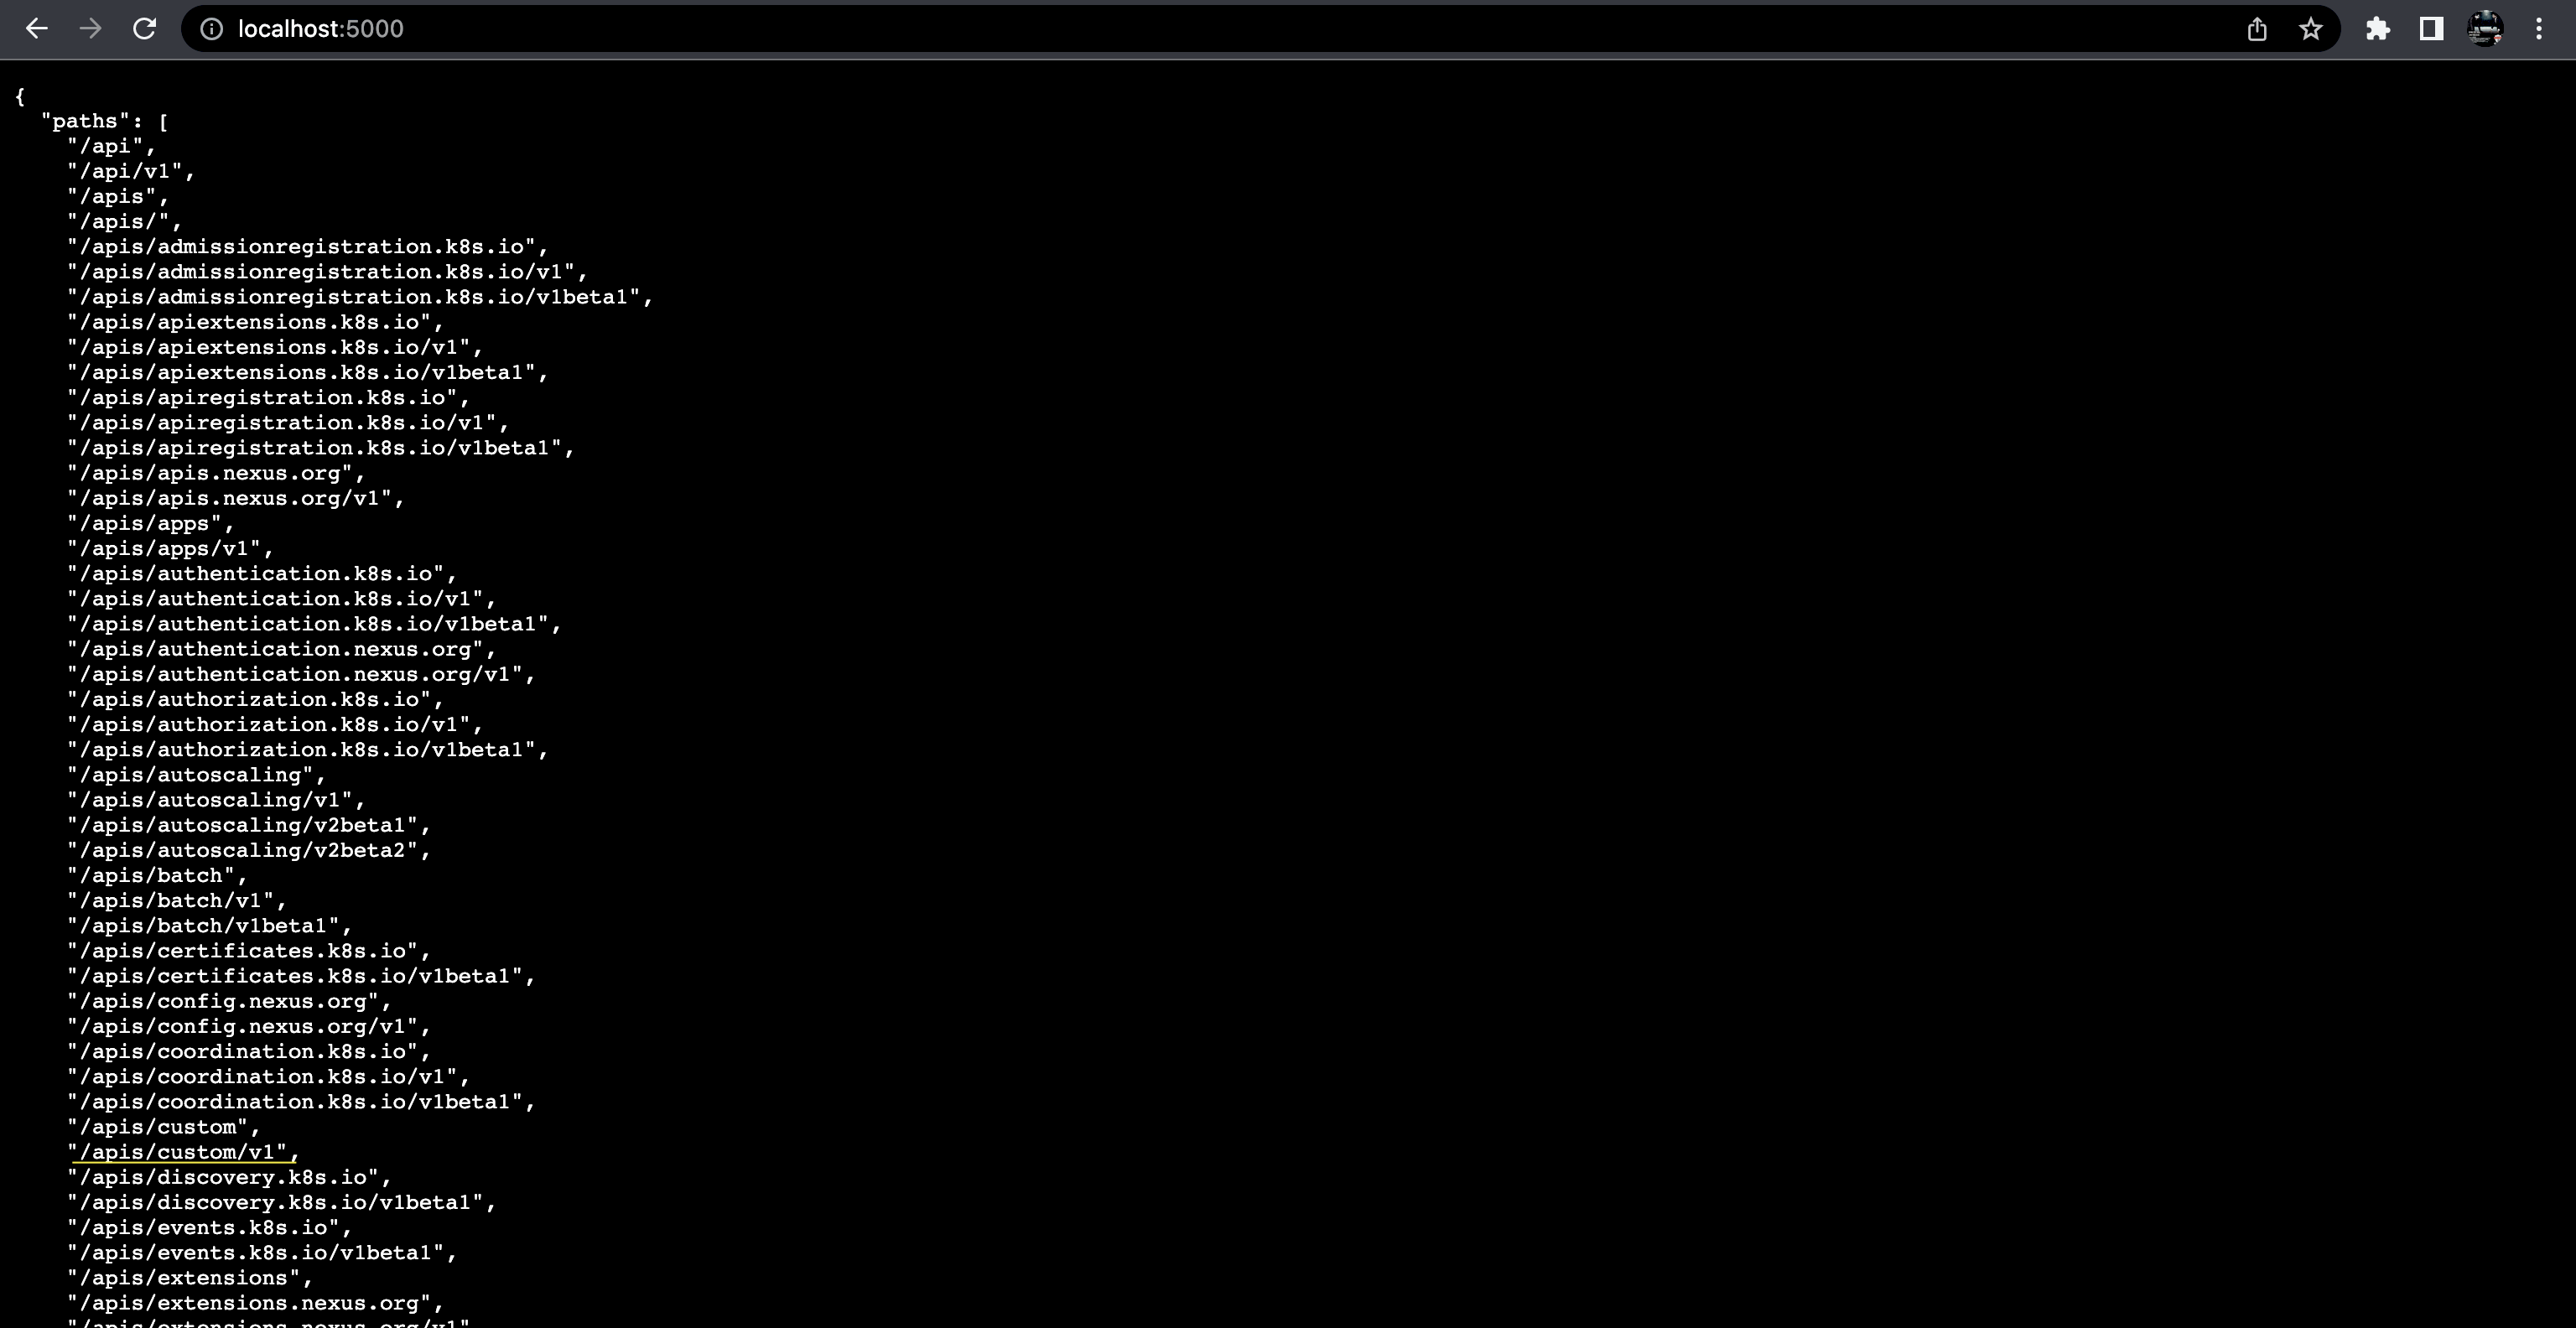 localhost:5000
{
"paths": [
"/api",
"/api/v1",
"/apis",
"/apis/",
"/apis/admissionregistration.k8s.io",
"/apis/admissionregistration.k8s.io/v1",
"/apis/admissionregistration.k8s.io/v1beta1",
"/apis/apiextensions.k8s.io",
"/apis/apiextensions.k8s.io/v1",
"/apis/apiextensions.k8s.io/v1beta1",
"/apis/apiregistration.k8s.io",
"/apis/apiregistration.k8s.io/v1",
"/apis/apiregistration.k8s.io/v1beta1",
"/apis/apis.nexus.org",
"/apis/apis.nexus.org/v1",
"/apis/apps",
"/apis/apps/v1",
"/apis/authentication.k8s.io",
"/apis/authentication.k8s.io/v1",
"/apis/authentication.k8s.io/v1beta1",
"/apis/authentication.nexus.org",
"/apis/authentication.nexus.org/v1",
"/apis/authorization.k8s.io",
"/apis/authorization.k8s.io/v1",
"/apis/authorization.k8s.io/v1beta1",
"/apis/autoscaling",
"/apis/autoscaling/v1",
"/apis/autoscaling/v2beta1",
"/apis/autoscaling/v2beta2",
"/apis/batch",
"/apis/batch/v1",
"/apis/batch/v1beta1",
"/apis/certificates.k8s.io",
"/apis/certificates.k8s.io/v1beta1",
"/apis/config.nexus.org",
"/apis/config.nexus.org/v1",
"/apis/coordination.k8s.io",
"/apis/coordination.k8s.io/v1",
"/apis/coordination.k8s.io/v1beta1",
"/apis/custom",
"/apis/custom/v1",
"/apis/discovery.k8s.io",
"/apis/discovery.k8s.io/v1beta1",
"/apis/events.k8s.io",
"/apis/events.k8s.io/v1beta1",
"/apis/extensions",
"/apis/extensions.nexus.org",
"/apis/extensions.nexus.org/v1"